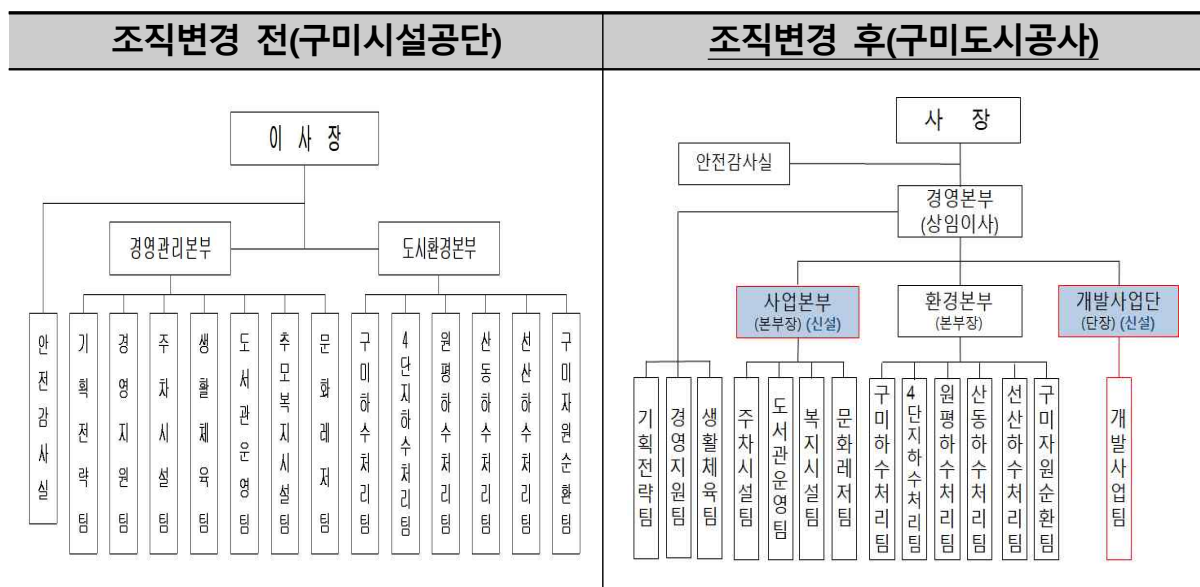 조직변경 전(구미시설공단)
이 사 장
경영관리본부
도시환경본부
안전감사실
기획전략팀
경영지원팀
주차시설팀
생활체육팀
도서관운영팀
추모복지시설팀
문화레저팀
구미하수처리팀
4단지하수처리팀
원평하수처리팀
산동하수처리팀
선산하수처리팀
구미자원순환팀
조직변경 후(구미도시공사)
사 장
안전감사실
경영본부
(상임이사)
사업본부
(본부장) (신설)
환경본부
(본부장)
개발사업단
(단장) (신설)
기획전략팀
경영지원팀
생활체육팀
주차시설팀
도서관운영팀
복지시설팀
문화레저팀
구미하수처리팀
4단지하수처리팀
원평하수처리팀
산동하수처리팀
선산하수처리팀
구미자원순환팀
개발사업팀